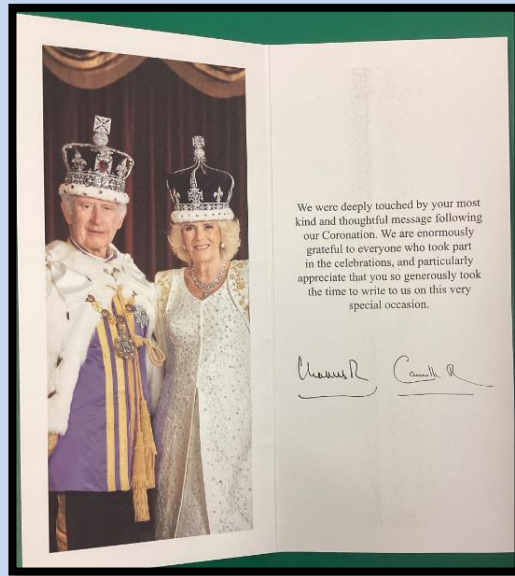 We were deeply touched by your most
kind and thoughtful message following
our Coronation. We are enormously
grateful to everyone who took part
in the celebrations, and particularly
appreciate that you so generously took
the time to write to us on this very
special occasion.
Charles R Camilla R